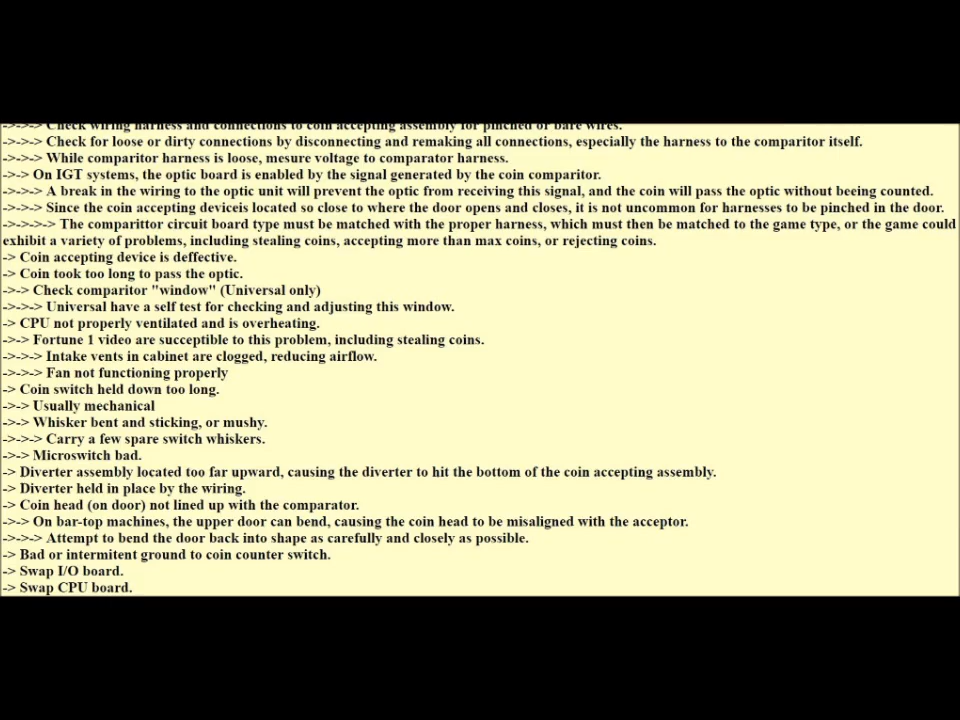 ->->-> Check wiring harness and connections to coin accepting assembly for pinched or bare wires.
->->-> Check for loose or dirty connections by disconnecting and remaking all connections, especially the harness to the comparitor itself.
->->-> While comparitor harness is loose, mesure voltage to comparator harness.
->-> On IGT systems, the optic board is enabled by the signal generated by the coin comparitor.
->->-> A break in the wiring to the optic unit will prevent the optic from receiving this signal, and the coin will pass the optic without beeing counted.
->->-> Since the coin accepting deviceis located so close to where the door opens and closes, it is not uncommon for harnesses to be pinched in the door.
->->->-> The comparittor circuit board type must be matched with the proper harness, which must then be matched to the game type, or the game could
exhibit a variety of problems, including stealing coins, accepting more than max coins, or rejecting coins.
-> Coin accepting device is deffective.
-> Coin took too long to pass the optic.
->-> Check comparitor "window" (Universal only)
->->-> Universal have a self test for checking and adjusting this window.
-> CPU not properly ventilated and is overheating.
->-> Fortune 1 video are succeptible to this problem, including stealing coins.
->->-> Intake vents in cabinet are clogged, reducing airflow.
->->-> Fan not functioning properly
-> Coin switch held down too long.
->-> Usually mechanical
->-> Whisker bent and sticking, or mushy.
->->-> Carry a few spare switch whiskers.
->-> Microswitch bad.
-> Diverter assembly located too far upward, causing the diverter to hit the bottom of the coin accepting assembly.
-> Diverter held in place by the wiring.
-> Coin head (on door) not lined up with the comparator.
->-> On bar-top machines, the upper door can bend, causing the coin head to be misaligned with the acceptor.
->->-> Attempt to bend the door back into shape as carefully and closely as possible.
-> Bad or intermitent ground to coin counter switch.
-> Swap I/O board.
-> Swap CPU board.